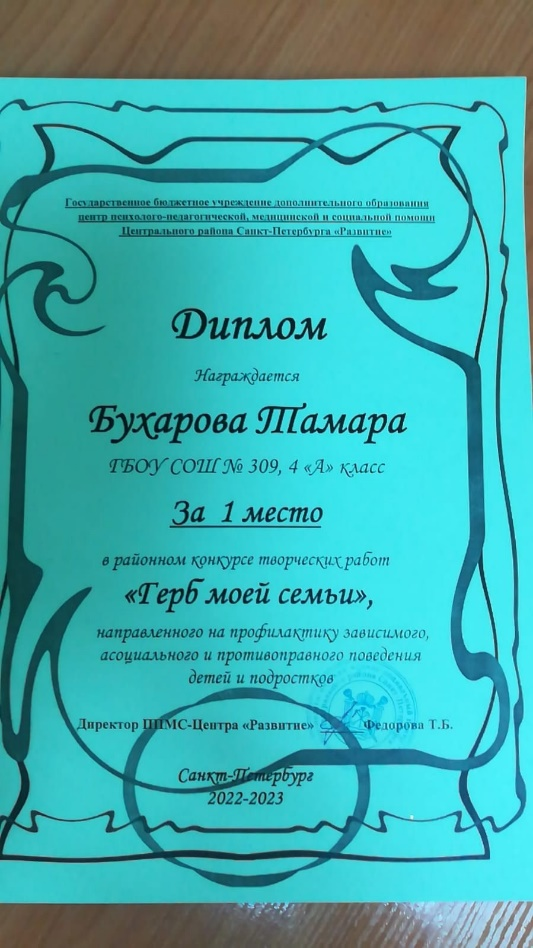 Государственное бюджетное учреждение дополнительного образования
центр психолого-педагогической, медицинской и социальной помощи
Центрального района Санкт-Петербурга «Развитие»
Диплом
Награждается
Бухарова Тамара
ГБОУ СОШ № 309, 4 «А» класс
За 1 место
в районном конкурсе творческих работ
«Герб моей семьи»,
направленного на профилактику зависимого,
асоциального и противоправного поведения
детей и подростков
Директор ППМС-Центра «Развитие» Федорова Т.Б.
Санкт-Петербург
2022-2023